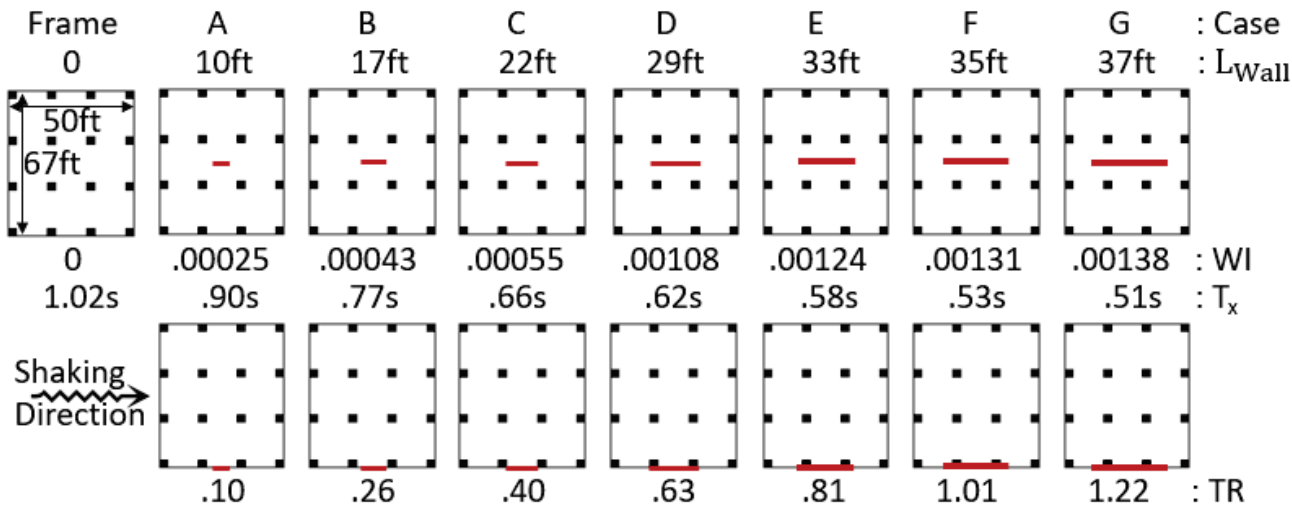 Frame A B C D E F G : Case
0 10ft 17ft 22ft 29ft 33ft 35ft 37ft : L_Wall
50ft
67ft
0 .00025 .00043 .00055 .00108 .00124 .00131 .00138 : WI
1.02s .90s .77s .66s .62s .58s .53s .51s : T_x
Shaking
Direction
.10 .26 .40 .63 .81 1.01 1.22 : TR